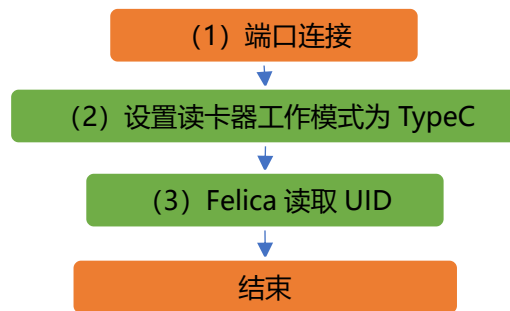 （1）端口连接
（2）设置读卡器工作模式为 TypeC
（3）Felica 读取 UID
结束